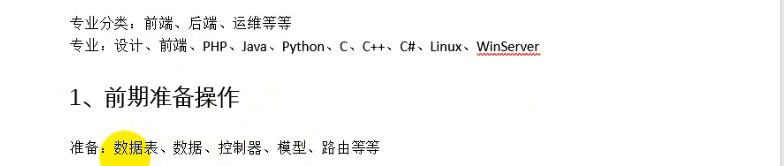 专业分类：前端、后端、运维等等
专业：设计、前端、PHP、Java、Python、C、C++、C#、Linux、WinServer
1、前期准备操作
准备：数据表、数据、控制器、模型、路由等等